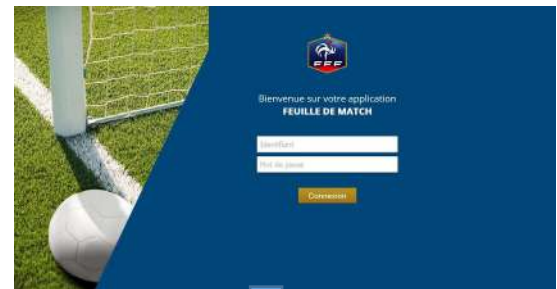 FFF
Bienvenue sur votre application
FEUILLE DE MATCH
Identifiant
Mot de passe
Connexion